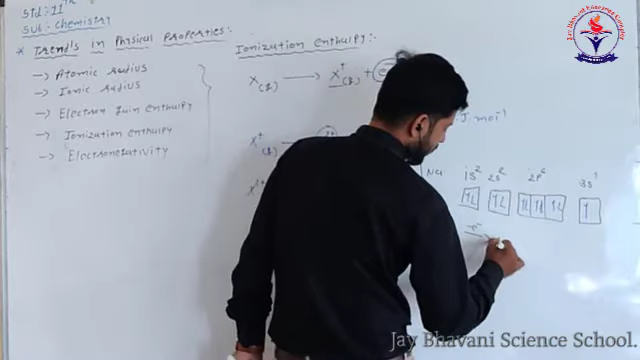 Std: 11th
Sub: Chemistry
* Trends in Physical Properties:-
→ Atomic radius
→ Ionic radius
→ Electron gain enthalpy
→ Ionization enthalpy
→ Electronegativity
Ionization Enthalpy:-
X(g) → X+(g) +
X+(g)
J mol-1
Na 1s2 2s2 2p6 3s1
Jay Bhavani Science School.